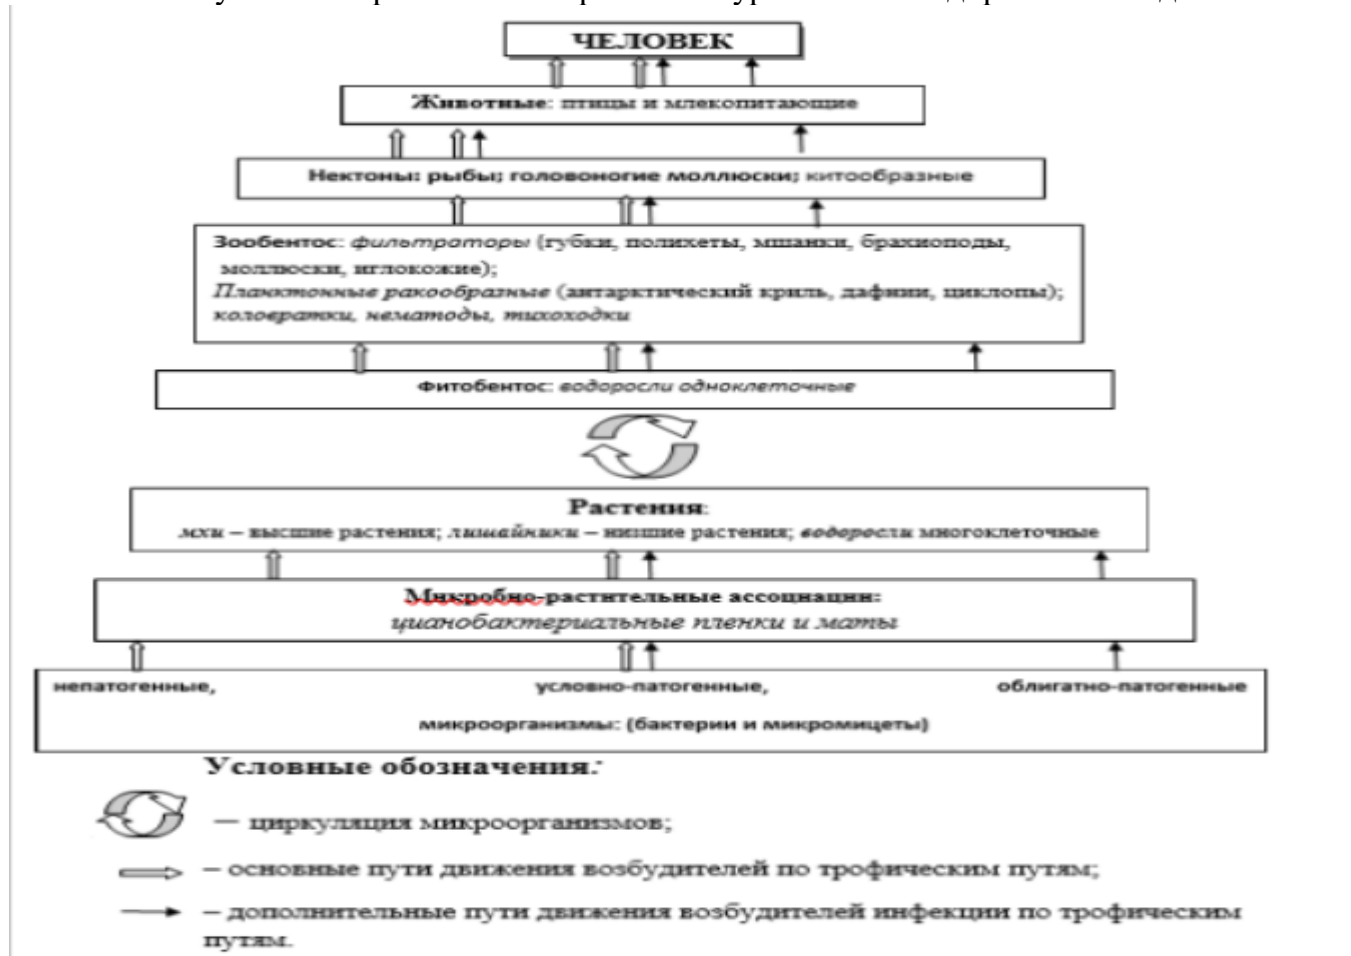 ЧЕЛОВЕК
Животные: птицы и млекопитающие
Нектоны: рыбы; головоногие моллюски; китообразные
Зообентос: фильтраторы (губки, полихеты, мшанки, брахиоподы,
моллюски, иглокожие);
Планктонные ракообразные (антарктический криль, дафнии, циклопы);
коловратки, нематоды, тихоходки
Фитобентос: водоросли одноклеточные
Растения:
мхи – высшие растения; лишайники – низшие растения; водоросли многоклеточные
Микробно-растительные ассоциации:
цианобактериальные пленки и маты
непатогенные, условно-патогенные, облигатно-патогенные
микроорганизмы: (бактерии и микромицеты)
Условные обозначения:
— циркуляция микроорганизмов;
– основные пути движения возбудителей по трофическим путям;
– дополнительные пути движения возбудителей инфекции по трофическим
путям.